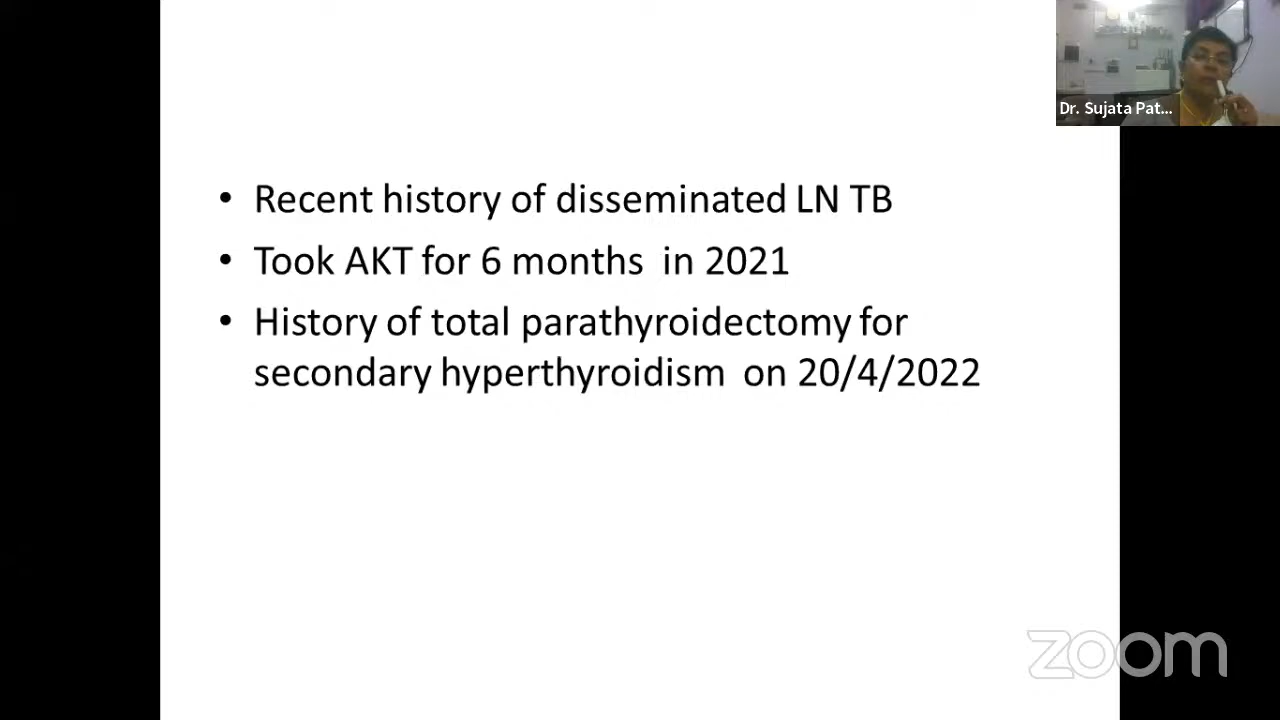 Dr. Sujata Pat...
• Recent history of disseminated LN TB
• Took AKT for 6 months in 2021
• History of total parathyroidectomy for
secondary hyperthyroidism on 20/4/2022
zoom